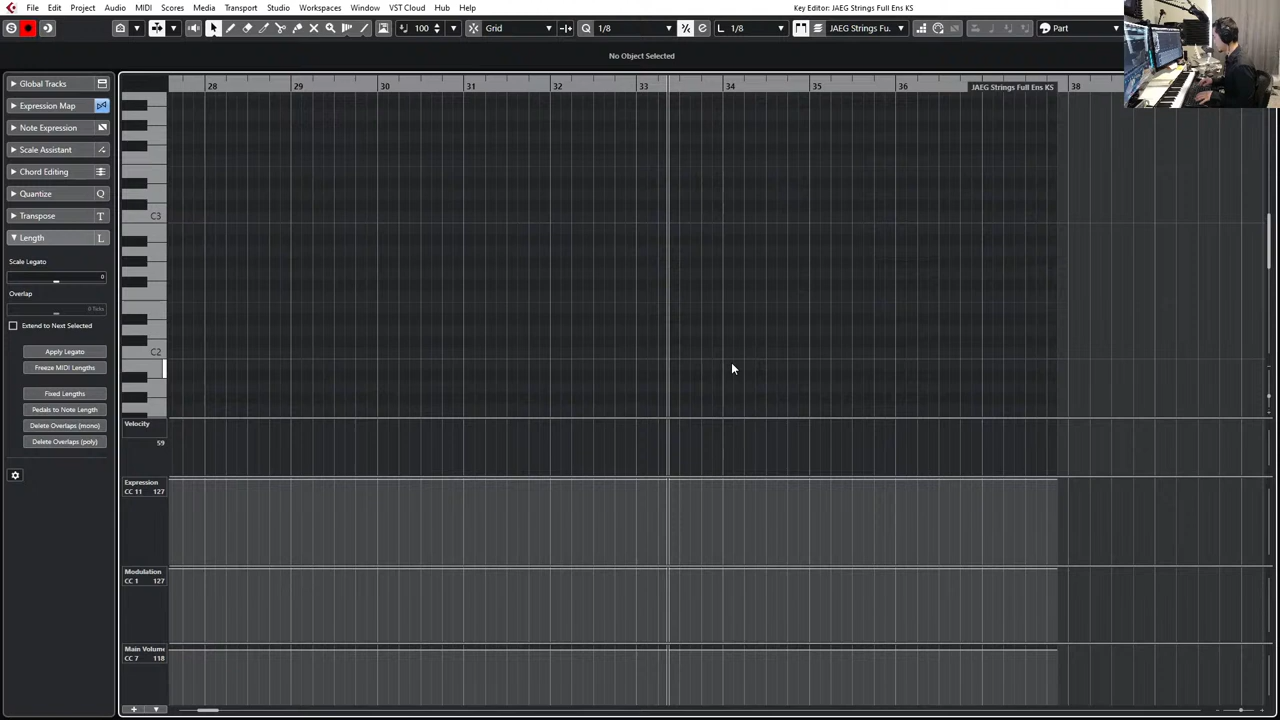 File Edit Project Audio MIDI Scores Media Transport Studio Workspaces Window VST Cloud Hub Help Key Editor: JAEG Strings Full Ens KS
100 Grid Q 1/8 L 1/8 JAEG Strings Fu. Part
No Object Selected
Global Tracks
Expression Map
Note Expression
Scale Assistant
Chord Editing
Quantize Q
Transpose T
Length L
Scale Legato
0
Overlap
0 Ticks
Extend to Next Selected
Apply Legato
Freeze MIDI Lengths
Fixed Lengths
Pedals to Note Length
Delete Overlaps (mono)
Delete Overlaps (poly)
28 29 30 31 32 33 34 35 36 JAEG Strings Full Ens KS 38
C3
C2
Velocity
59
Expression
CC 11 127
Modulation
CC 1 127
Main Volume
CC 7 118